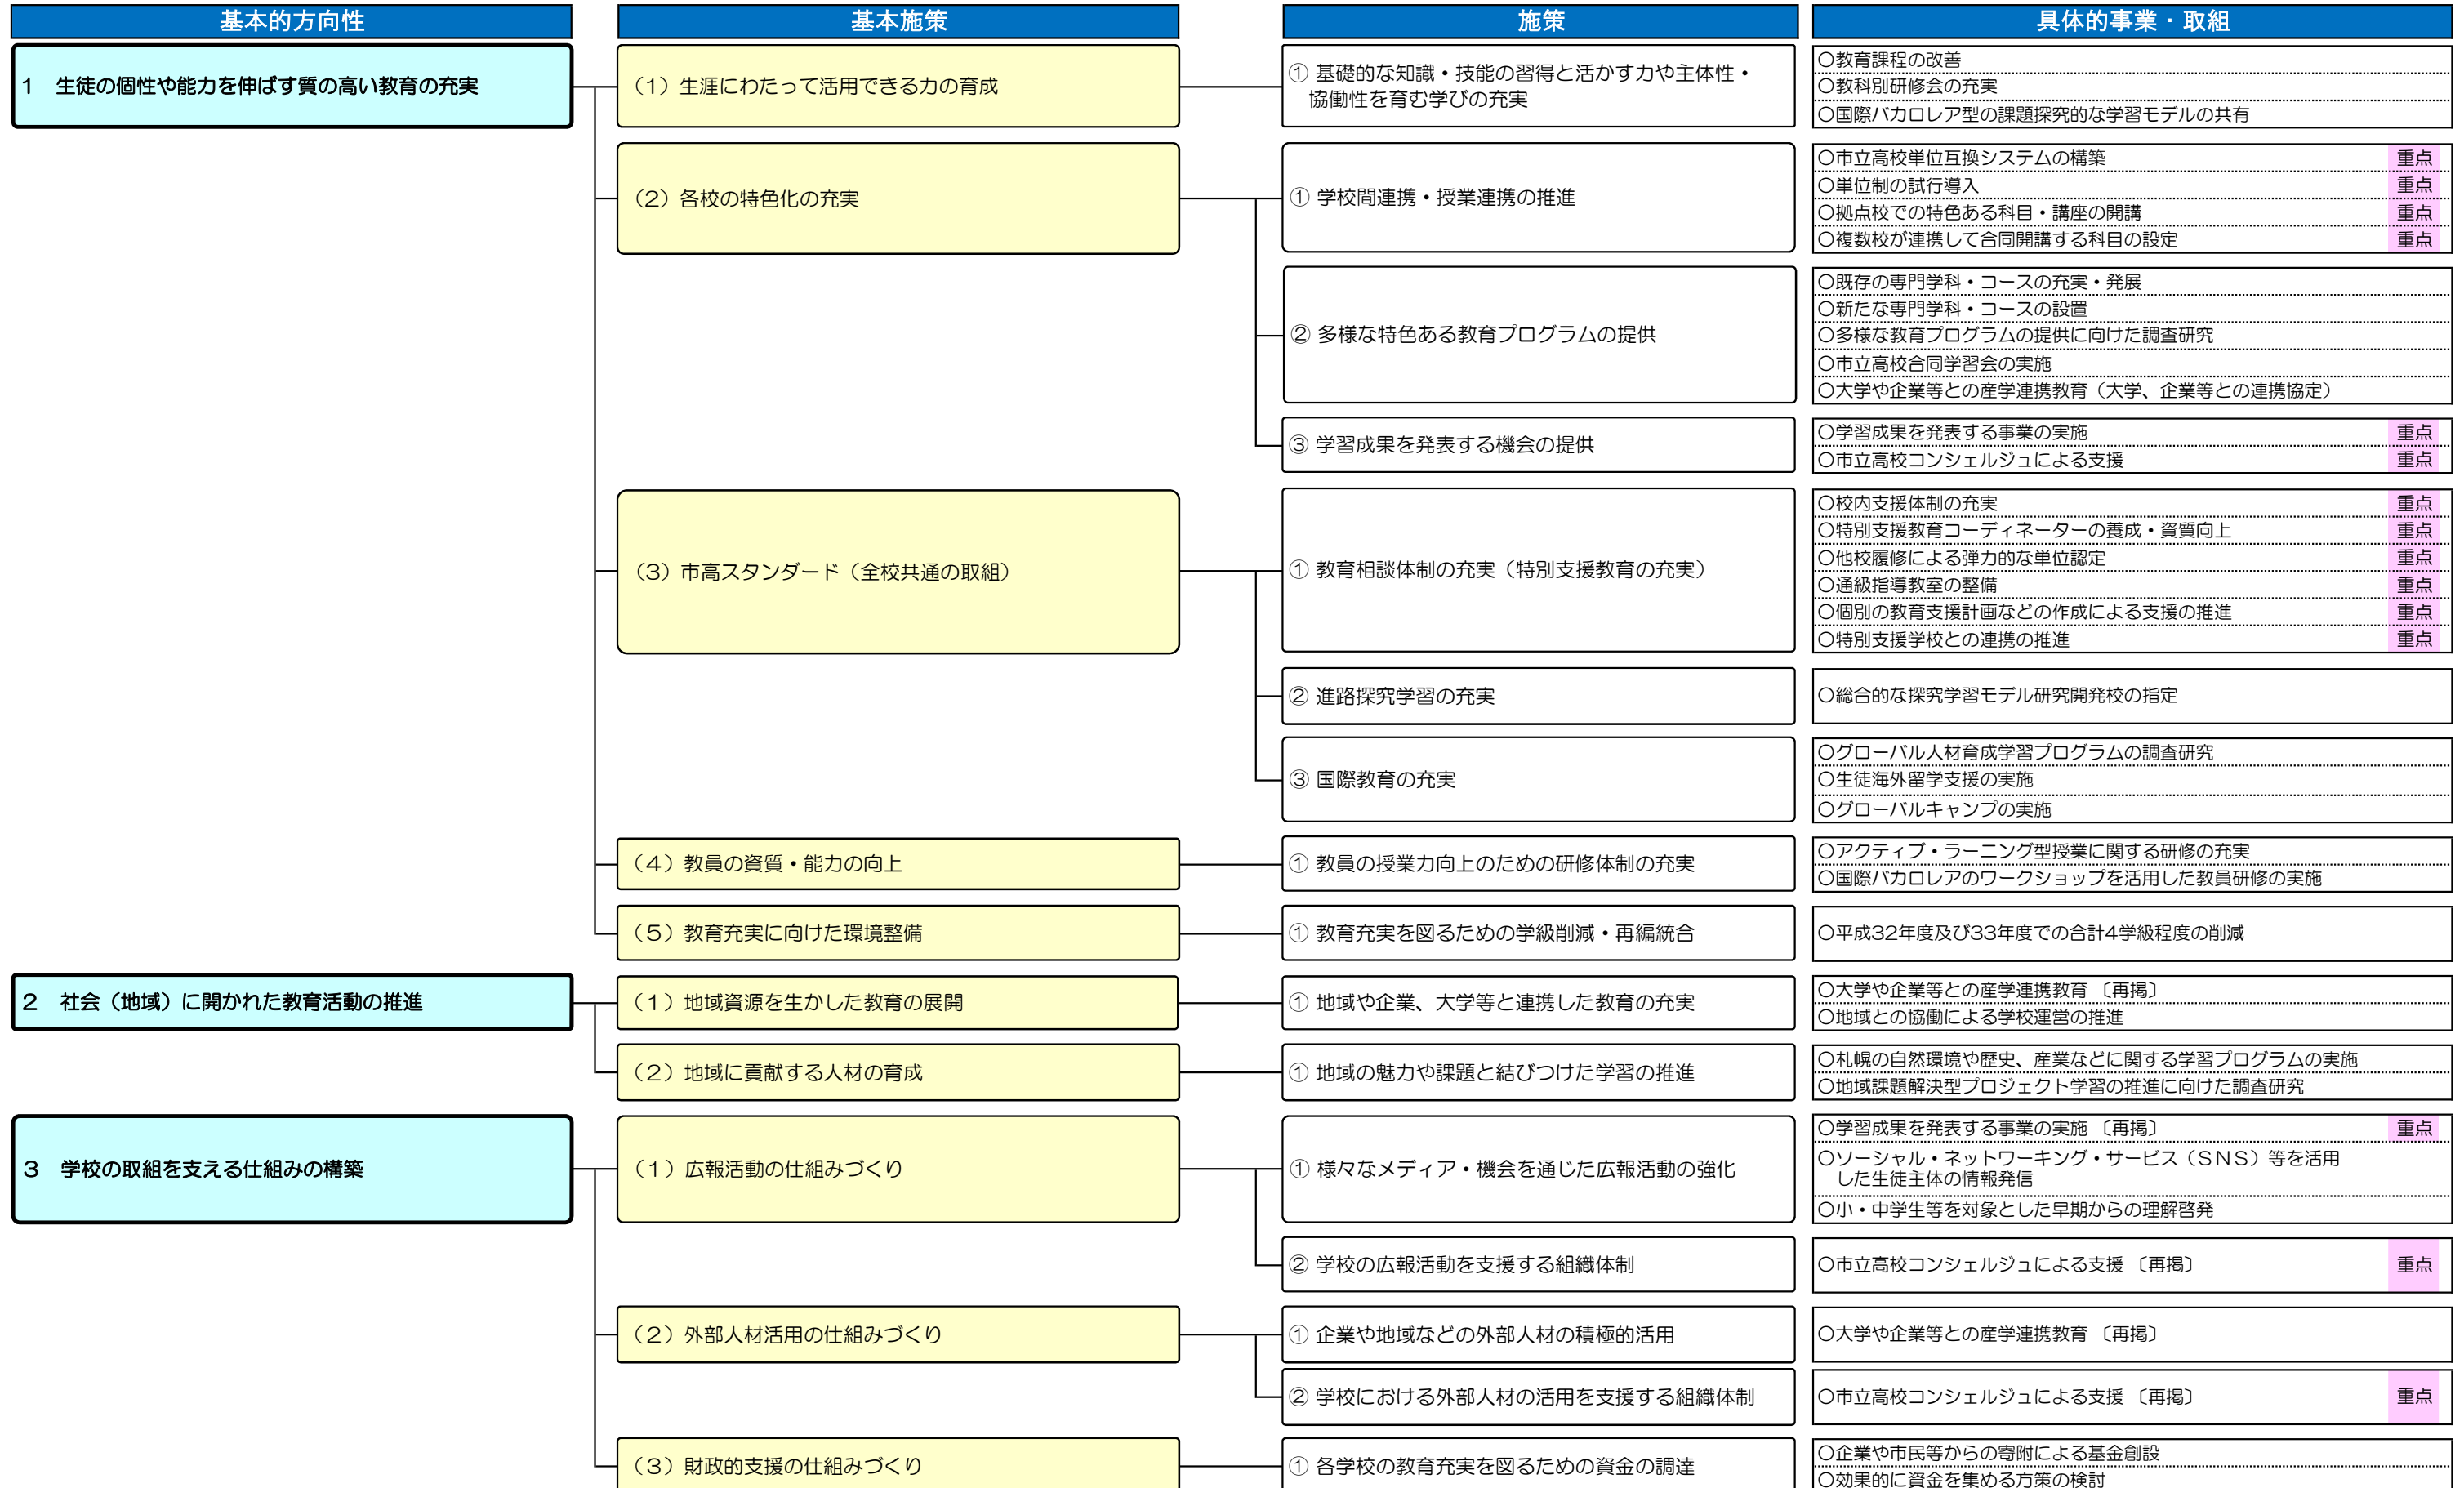 基本的方向性
基本施策
施策
具体的事業・取組
1 生徒の個性や能力を伸ばす質の高い教育の充実
（1）生涯にわたって活用できる力の育成
① 基礎的な知識・技能の習得と活かす力や主体性・
協働性を育む学びの充実
○教育課程の改善
○教科別研修会の充実
○国際バカロレア型の課題探究的な学習モデルの共有
（2）各校の特色化の充実
① 学校間連携・授業連携の推進
○市立高校単位互換システムの構築 重点
○単位制の試行導入 重点
○拠点校での特色ある科目・講座の開講 重点
○複数校が連携して合同開講する科目の設定 重点
② 多様な特色ある教育プログラムの提供
○既存の専門学科・コースの充実・発展
○新たな専門学科・コースの設置
○多様な教育プログラムの提供に向けた調査研究
○市立高校合同学習会の実施
○大学や企業等との産学連携教育（大学、企業等との連携協定）
③ 学習成果を発表する機会の提供
○学習成果を発表する事業の実施 重点
○市立高校コンシェルジュによる支援 重点
（3）市高スタンダード（全校共通の取組）
① 教育相談体制の充実（特別支援教育の充実）
○校内支援体制の充実 重点
○特別支援教育コーディネーターの養成・資質向上 重点
○他校履修による弾力的な単位認定 重点
○通級指導教室の整備 重点
○個別の教育支援計画などの作成による支援の推進 重点
○特別支援学校との連携の推進 重点
② 進路探究学習の充実
○総合的な探究学習モデル研究開発校の指定
③ 国際教育の充実
○グローバル人材育成学習プログラムの調査研究
○生徒海外留学支援の実施
○グローバルキャンプの実施
（4）教員の資質・能力の向上
① 教員の授業力向上のための研修体制の充実
○アクティブ・ラーニング型授業に関する研修の充実
○国際バカロレアのワークショップを活用した教員研修の実施
（5）教育充実に向けた環境整備
① 教育充実を図るための学級削減・再編統合
○平成32年度及び33年度での合計4学級程度の削減
2 社会（地域）に開かれた教育活動の推進
（1）地域資源を生かした教育の展開
① 地域や企業、大学等と連携した教育の充実
○大学や企業等との産学連携教育 〔再掲〕
○地域との協働による学校運営の推進
（2）地域に貢献する人材の育成
① 地域の魅力や課題と結びつけた学習の推進
○札幌の自然環境や歴史、産業などに関する学習プログラムの実施
○地域課題解決型プロジェクト学習の推進に向けた調査研究
3 学校の取組を支える仕組みの構築
（1）広報活動の仕組みづくり
① 様々なメディア・機会を通じた広報活動の強化
○学習成果を発表する事業の実施 〔再掲〕 重点
○ソーシャル・ネットワーキング・サービス（ＳＮＳ）等を活用
した生徒主体の情報発信
○小・中学生等を対象とした早期からの理解啓発
② 学校の広報活動を支援する組織体制
○市立高校コンシェルジュによる支援 〔再掲〕 重点
（2）外部人材活用の仕組みづくり
① 企業や地域などの外部人材の積極的活用
○大学や企業等との産学連携教育 〔再掲〕
② 学校における外部人材の活用を支援する組織体制
○市立高校コンシェルジュによる支援 〔再掲〕 重点
（3）財政的支援の仕組みづくり
① 各学校の教育充実を図るための資金の調達
○企業や市民等からの寄附による基金創設
○効果的に資金を集める方策の検討